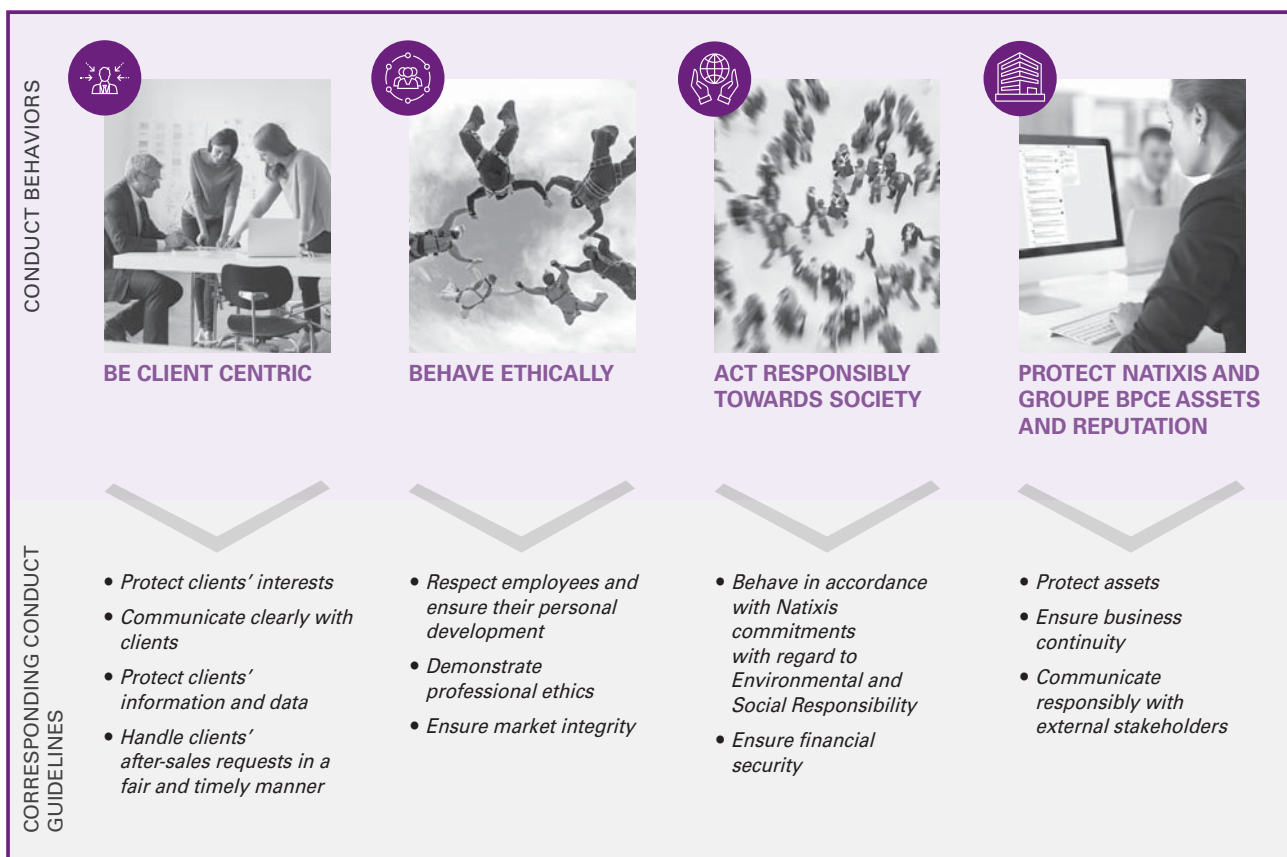 CONDUCT BEHAVIORS
BE CLIENT CENTRIC
BEHAVE ETHICALLY
ACT RESPONSIBLY
TOWARDS SOCIETY
PROTECT NATIXIS AND
GROUPE BPCE ASSETS
AND REPUTATION
CORRESPONDING CONDUCT
GUIDELINES
• Protect clients’ interests
• Communicate clearly with
clients
• Protect clients’
information and data
• Handle clients’
after-sales requests in a
fair and timely manner
• Respect employees and
ensure their personal
development
• Demonstrate
professional ethics
• Ensure market integrity
• Behave in accordance
with Natixis
commitments
with regard to
Environmental and
Social Responsibility
• Ensure financial
security
• Protect assets
• Ensure business
continuity
• Communicate
responsibly with
external stakeholders